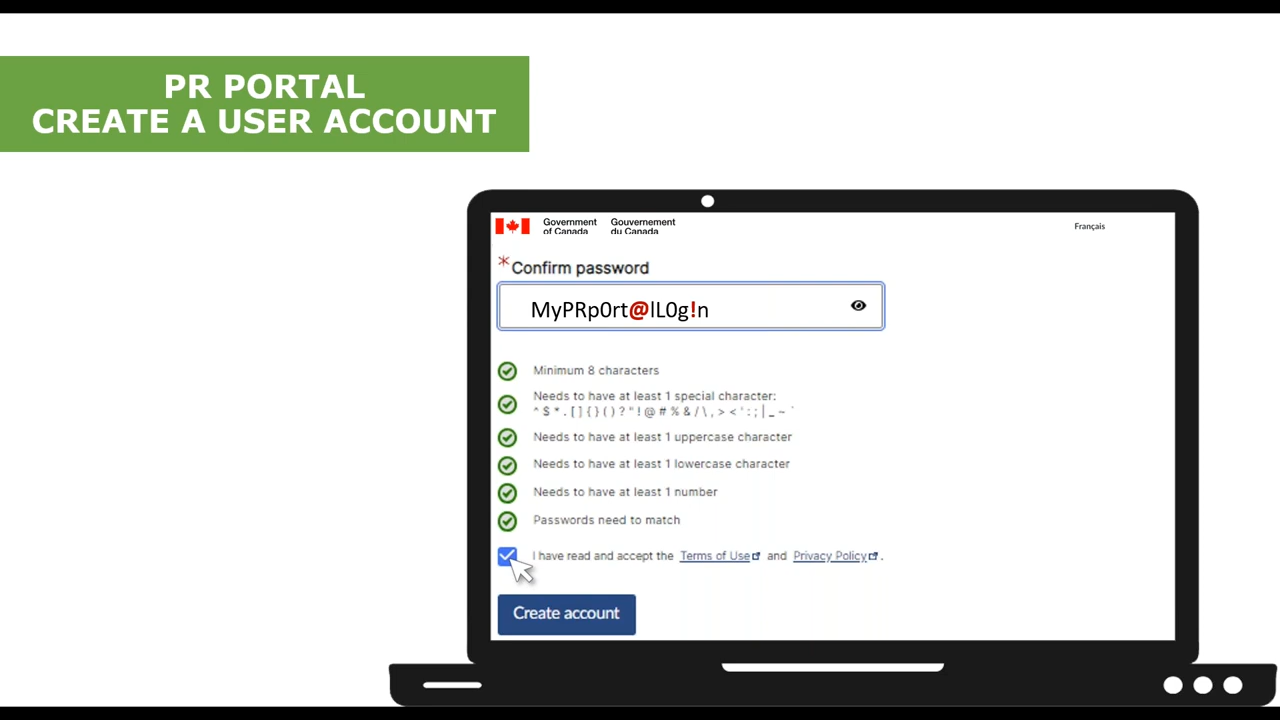 PR PORTAL
CREATE A USER ACCOUNT
Government of Canada
Gouvernement du Canada
Français
*Confirm password
MyPRp0rt@lL0g!n
Minimum 8 characters
Needs to have at least 1 special character:
^ $ * . [ ] { } ( ) ? " ! @ # % & / \ , > < ' : ; | _ ~ `
Needs to have at least 1 uppercase character
Needs to have at least 1 lowercase character
Needs to have at least 1 number
Passwords need to match
I have read and accept the Terms of Use and Privacy Policy.
Create account